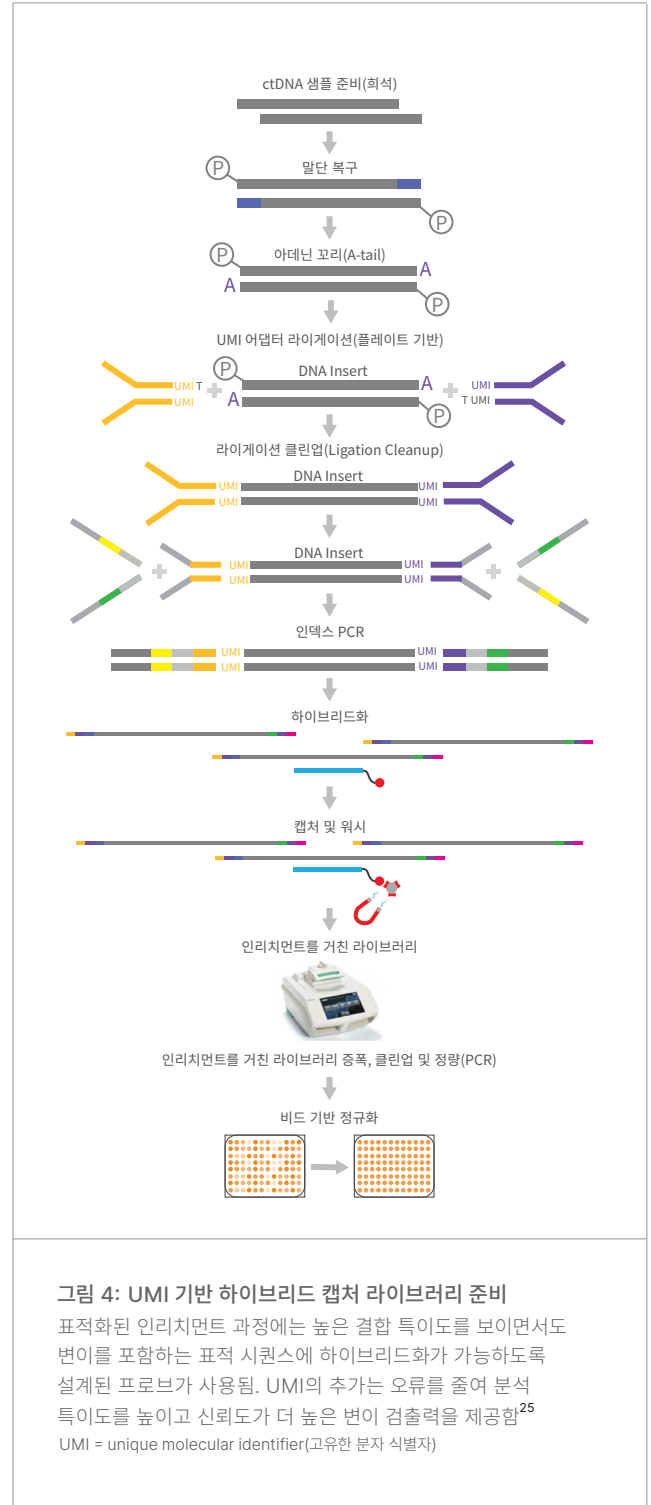 ctDNA 샘플 준비(희석)
P
말단 복구
P
P
아데닌 꼬리(A-tail)
A
A
P
UMI 어댑터 라이게이션(플레이트 기반)
P
DNA Insert
UMI T
A
UMI
UMI
A
T UMI
P
라이게이션 클린업(Ligation Cleanup)
DNA Insert
UMI
UMI
UMI
UMI
DNA Insert
UMI
UMI
UMI
UMI
인덱스 PCR
UMI
UMI
UMI
UMI
하이브리드화
캡처 및 워시
인리치먼트를 거친 라이브러리
인리치먼트를 거친 라이브러리 증폭, 클린업 및 정량(PCR)
비드 기반 정규화
그림 4: UMI 기반 하이브리드 캡처 라이브러리 준비
표적화된 인리치먼트 과정에는 높은 결합 특이도를 보이면서도
변이를 포함하는 표적 시퀀스에 하이브리드화가 가능하도록
설계된 프로브가 사용됨. UMI의 추가는 오류를 줄여 분석
특이도를 높이고 신뢰도가 더 높은 변이 검출력을 제공함25
UMI = unique molecular identifier(고유한 분자 식별자)